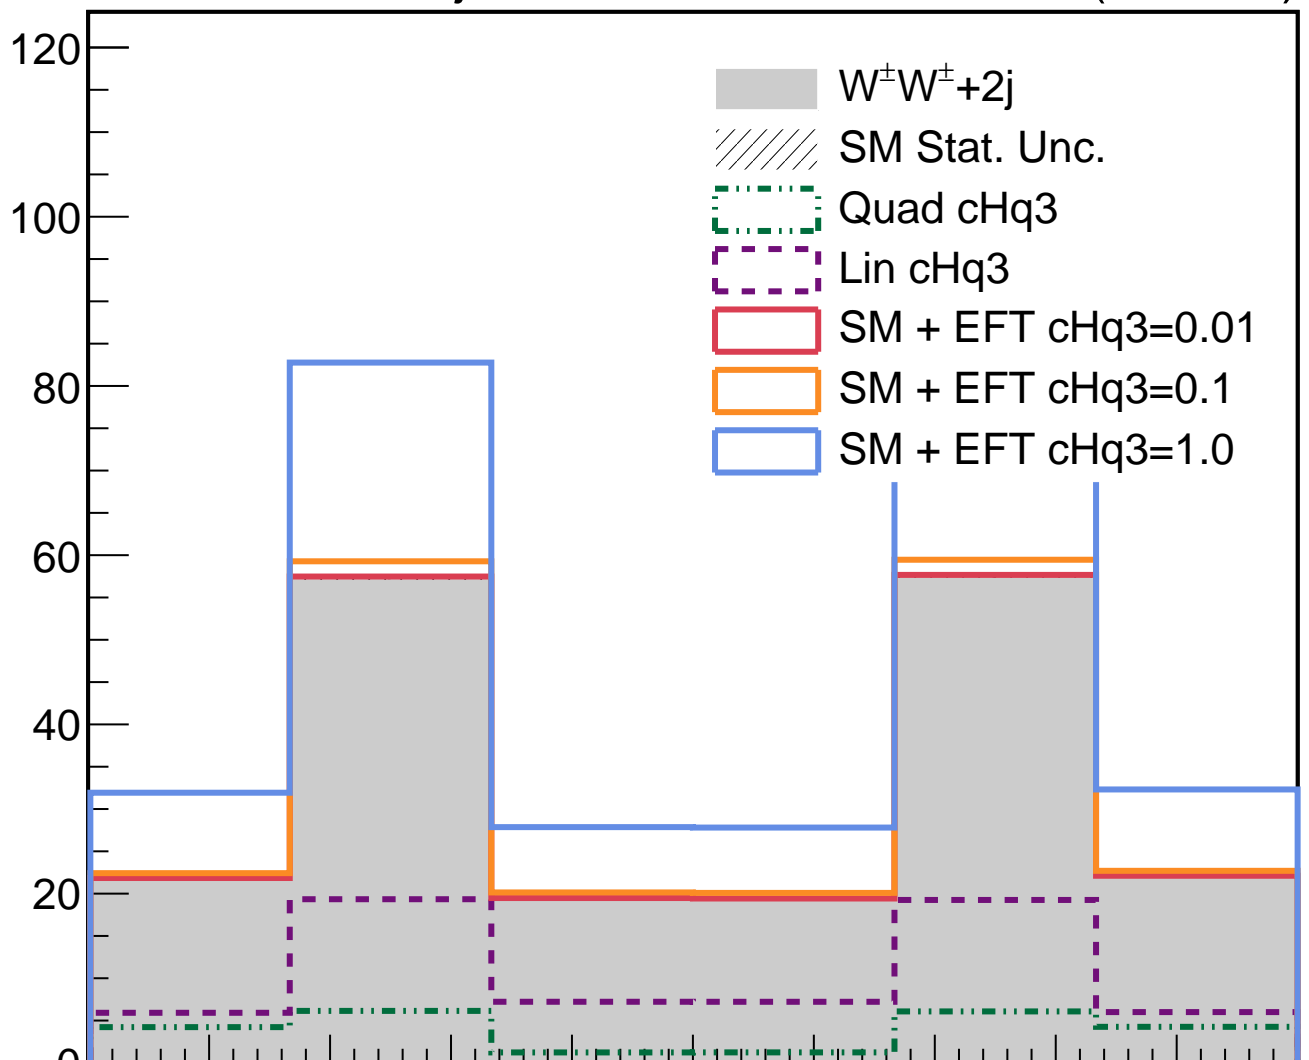 120
100
80
60
40
20
0
W±W±+2j
SM Stat. Unc.
Quad cHq3
Lin cHq3
SM + EFT cHq3=0.01
SM + EFT cHq3=0.1
SM + EFT cHq3=1.0